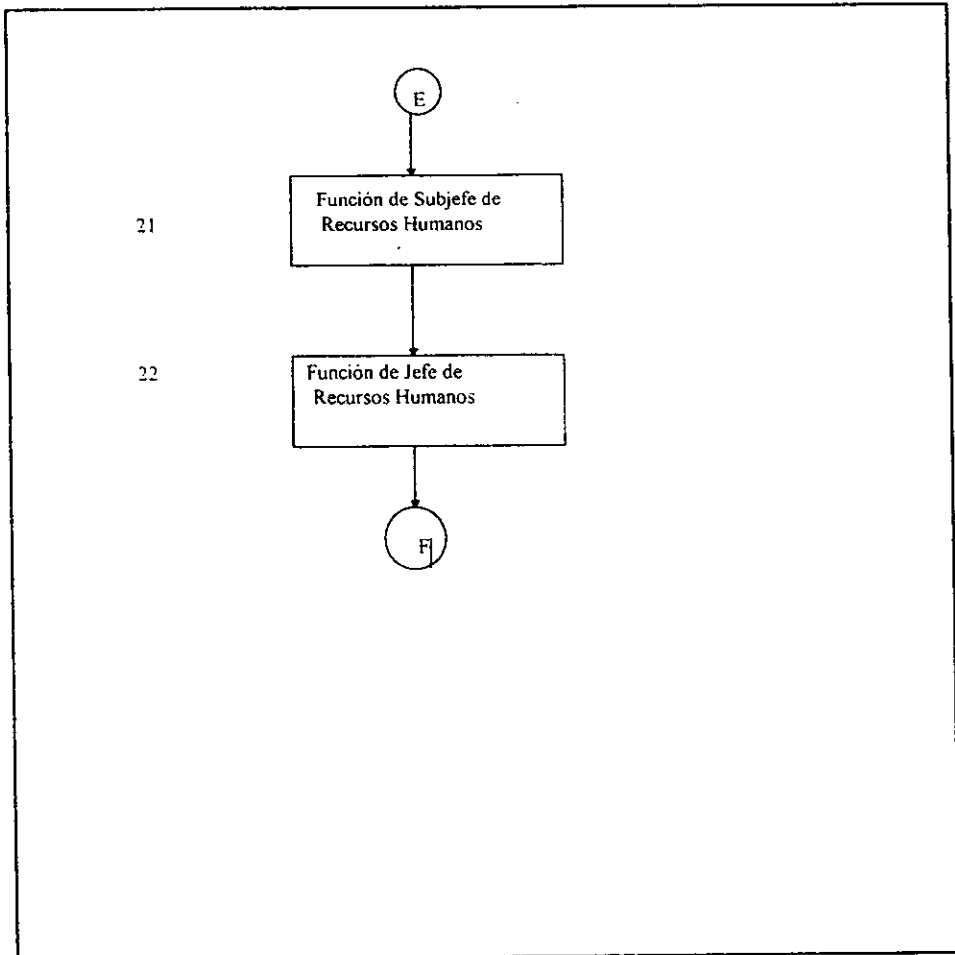 E
21
Función de Subjefe de
Recursos Humanos
22
Función de Jefe de
Recursos Humanos
F